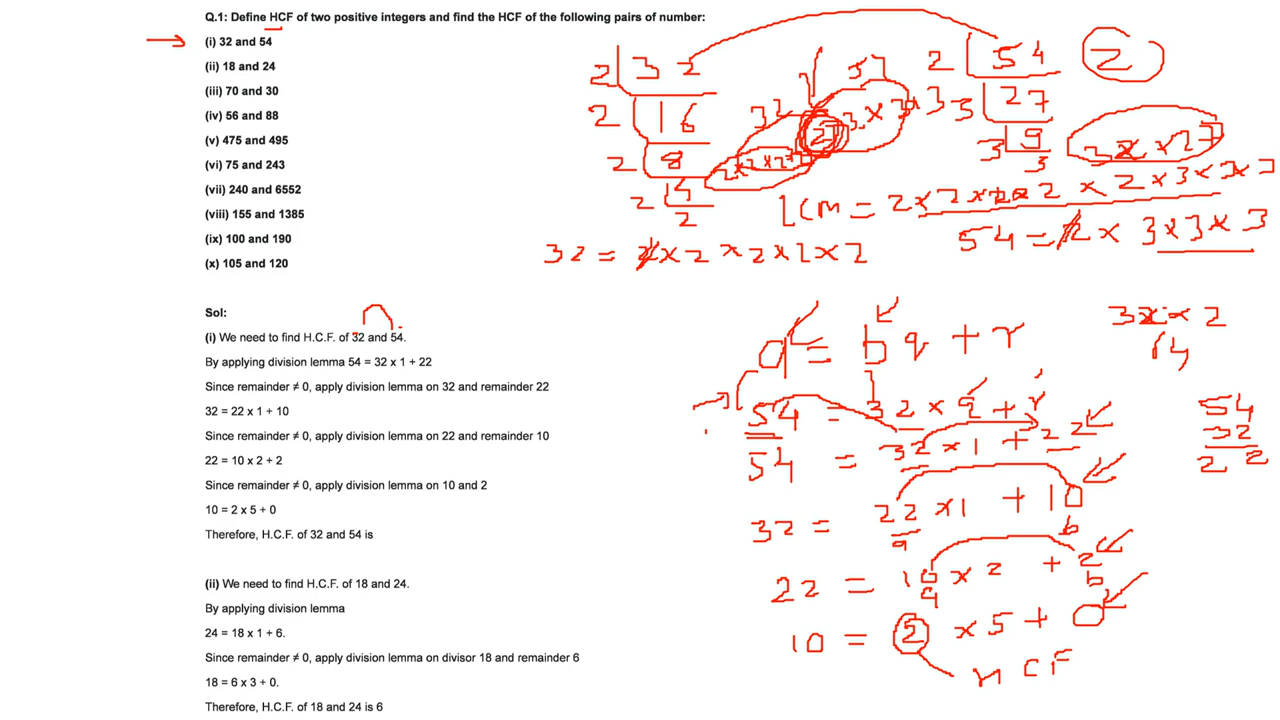 Q.1: Define HCF of two positive integers and find the HCF of the following pairs of number:
(i) 32 and 54
(ii) 18 and 24
(iii) 70 and 30
(iv) 56 and 88
(v) 475 and 495
(vi) 75 and 243
(vii) 240 and 6552
(viii) 155 and 1385
(ix) 100 and 190
(x) 105 and 120
Sol:
(i) We need to find H.C.F. of 32 and 54.
By applying division lemma 54 = 32 x 1 + 22
Since remainder ≠ 0, apply division lemma on 32 and remainder 22
32 = 22 x 1 + 10
Since remainder ≠ 0, apply division lemma on 22 and remainder 10
22 = 10 x 2 + 2
Since remainder ≠ 0, apply division lemma on 10 and 2
10 = 2 x 5 + 0
Therefore, H.C.F. of 32 and 54 is
(ii) We need to find H.C.F. of 18 and 24.
By applying division lemma
24 = 18 x 1 + 6.
Since remainder ≠ 0, apply division lemma on divisor 18 and remainder 6
18 = 6 x 3 + 0.
Therefore, H.C.F. of 18 and 24 is 6
2 32
2 16
2 8
2 4
2
2 54
3 27
3 9
3
2
LCM =
32 = 2 x 2 x 2 x 2 x 2
54 = 2 x 3 x 3 x 3
a = b q + r
54 = 32 x q + r
54 = 32 x 1 + 22
32 = 22 x 1 + 10
a b
22 = 10 x 2 + 2
a b
10 = 2 x 5 + 0
HCF
32 x 2
64
54
32
22